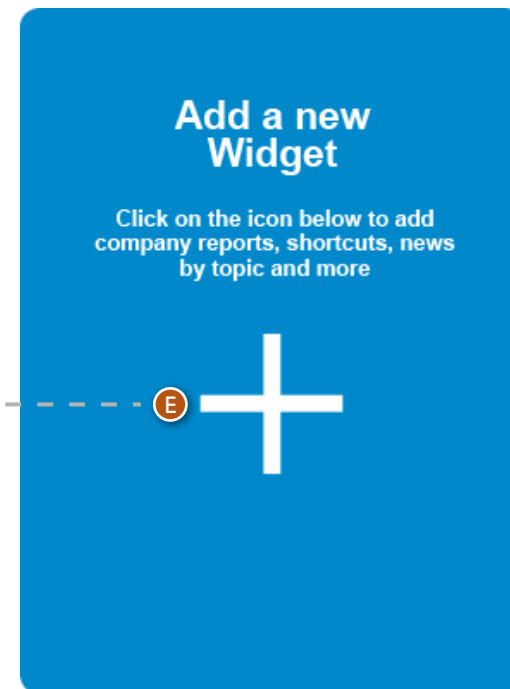 Add a new
Widget
Click on the icon below to add
company reports, shortcuts, news
by topic and more
E